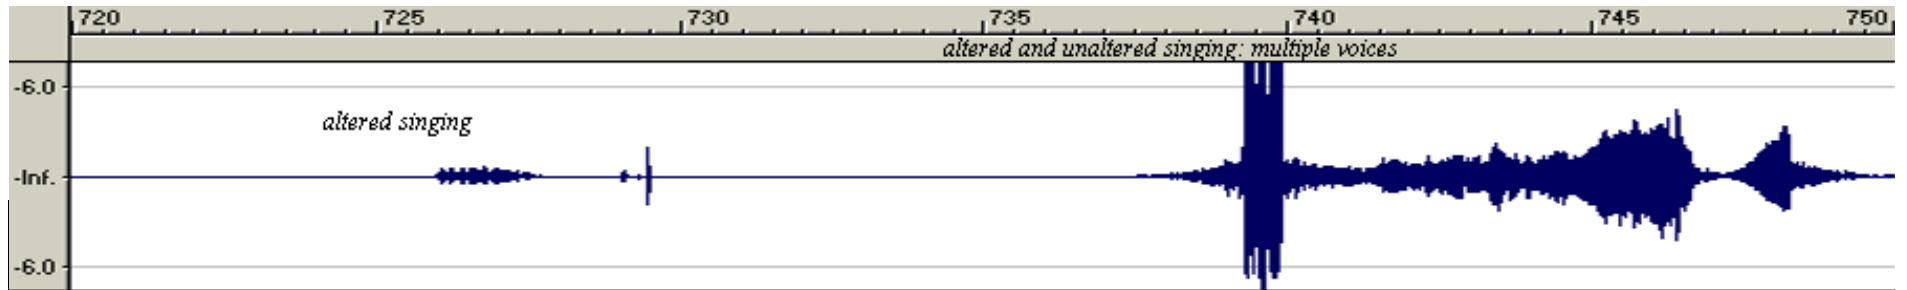 720 725 730 735 740 745 750
altered and unaltered singing: multiple voices
-6.0
altered singing
-Inf.
-6.0